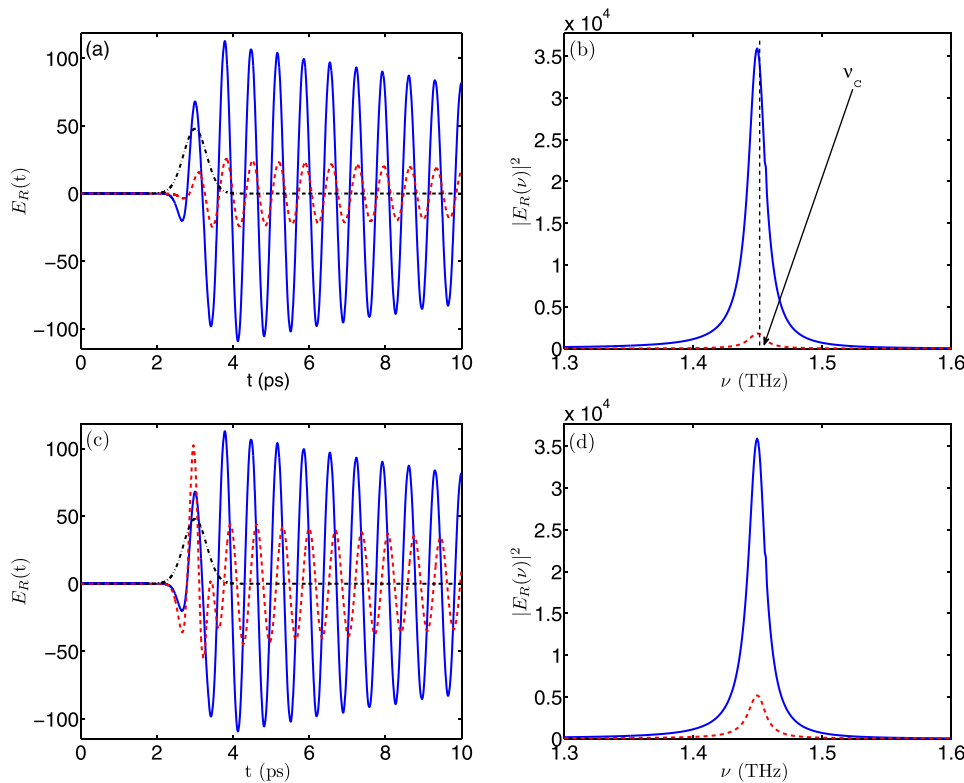 (a)
E_R(t)
100
50
0
−50
−100
0 2 4 6 8 10
t (ps)
x 10^4
(b)
ν_c
|E_R(ν)|^2
3.5
3
2.5
2
1.5
1
0.5
0
1.3 1.4 1.5 1.6
ν (THz)
(c)
E_R(t)
100
50
0
−50
−100
0 2 4 6 8 10
t (ps)
x 10^4
(d)
|E_R(ν)|^2
3.5
3
2.5
2
1.5
1
0.5
0
1.3 1.4 1.5 1.6
ν (THz)